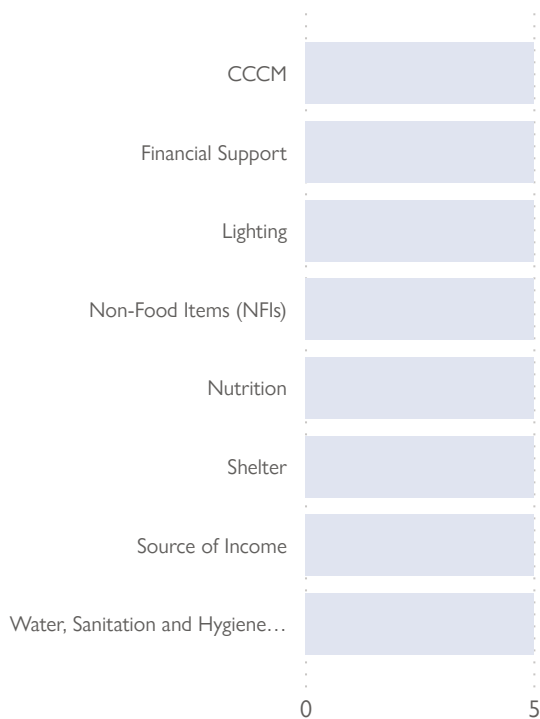 CCCM
Financial Support
Lighting
Non-Food Items (NFIs)
Nutrition
Shelter
Source of Income
Water, Sanitation and Hygiene…
0 5